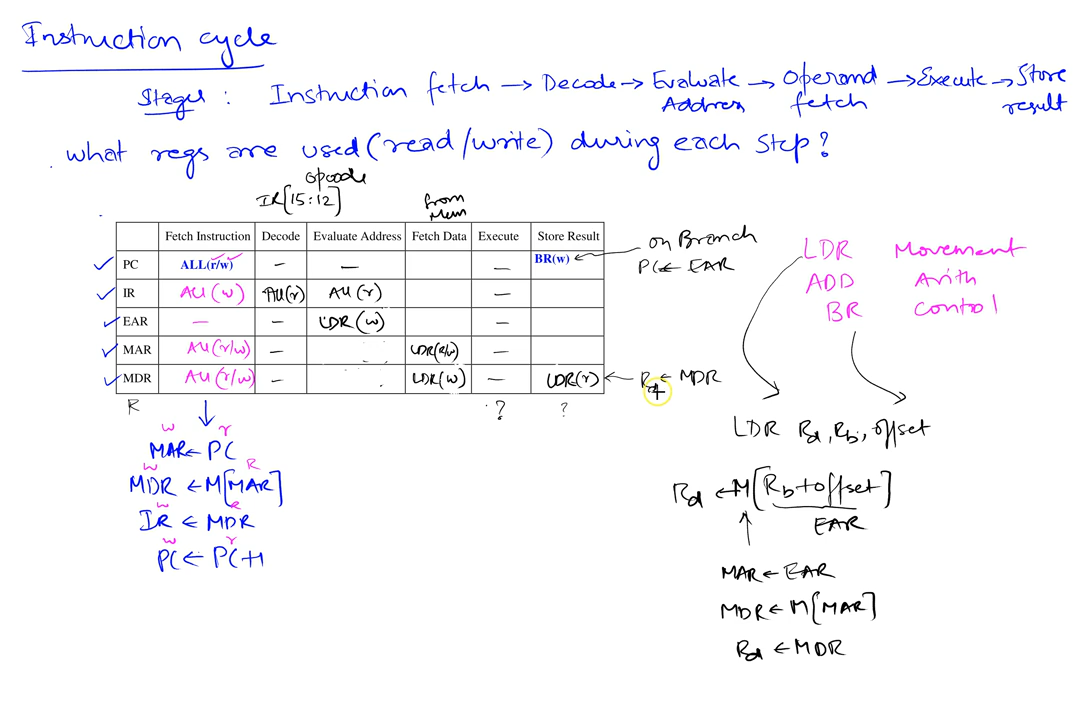 Instruction cycle
Stages : Instruction fetch → Decode → Evaluate Address → Operand fetch → Execute → Store result
what regs are used (read/write) during each step?
opcode
IR[15:12]
from Mem
Fetch Instruction Decode Evaluate Address Fetch Data Execute Store Result
✓ PC ALL(r/w) – – – BR(w) ← on Branch PC ← EAR
✓ IR All(w) All(r) All(r) –
✓ EAR – – LDR(w) –
✓ MAR All(r/w) – LDR(r/w) –
✓ MDR All(r/w) – LDR(w) – LDR(r) ← Rd ← MDR
R ? ?
w r
MAR ← PC
w R
MDR ← M[MAR]
w R
IR ← MDR
w r
PC ← PC+1
LDR Movement
ADD Arith
BR Control
LDR Rd, Rb, offset
Rd ← M[Rb + offset]
EAR
MAR ← EAR
MDR ← M[MAR]
Rd ← MDR